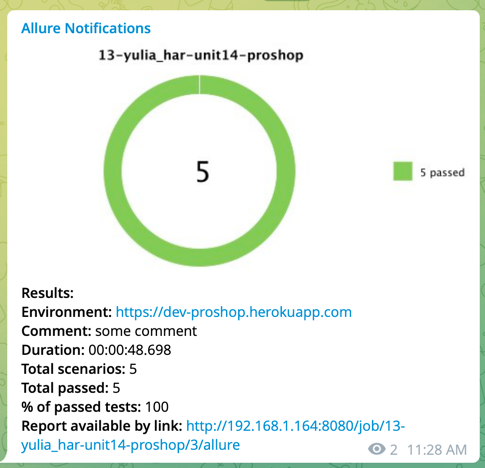 Allure Notifications
13-yulia_har-unit14-proshop
5
5 passed
Results:
Environment: https://dev-proshop.herokuapp.com
Comment: some comment
Duration: 00:00:48.698
Total scenarios: 5
Total passed: 5
% of passed tests: 100
Report available by link: http://192.168.1.164:8080/job/13-
yulia_har-unit14-proshop/3/allure
2 11:28 AM